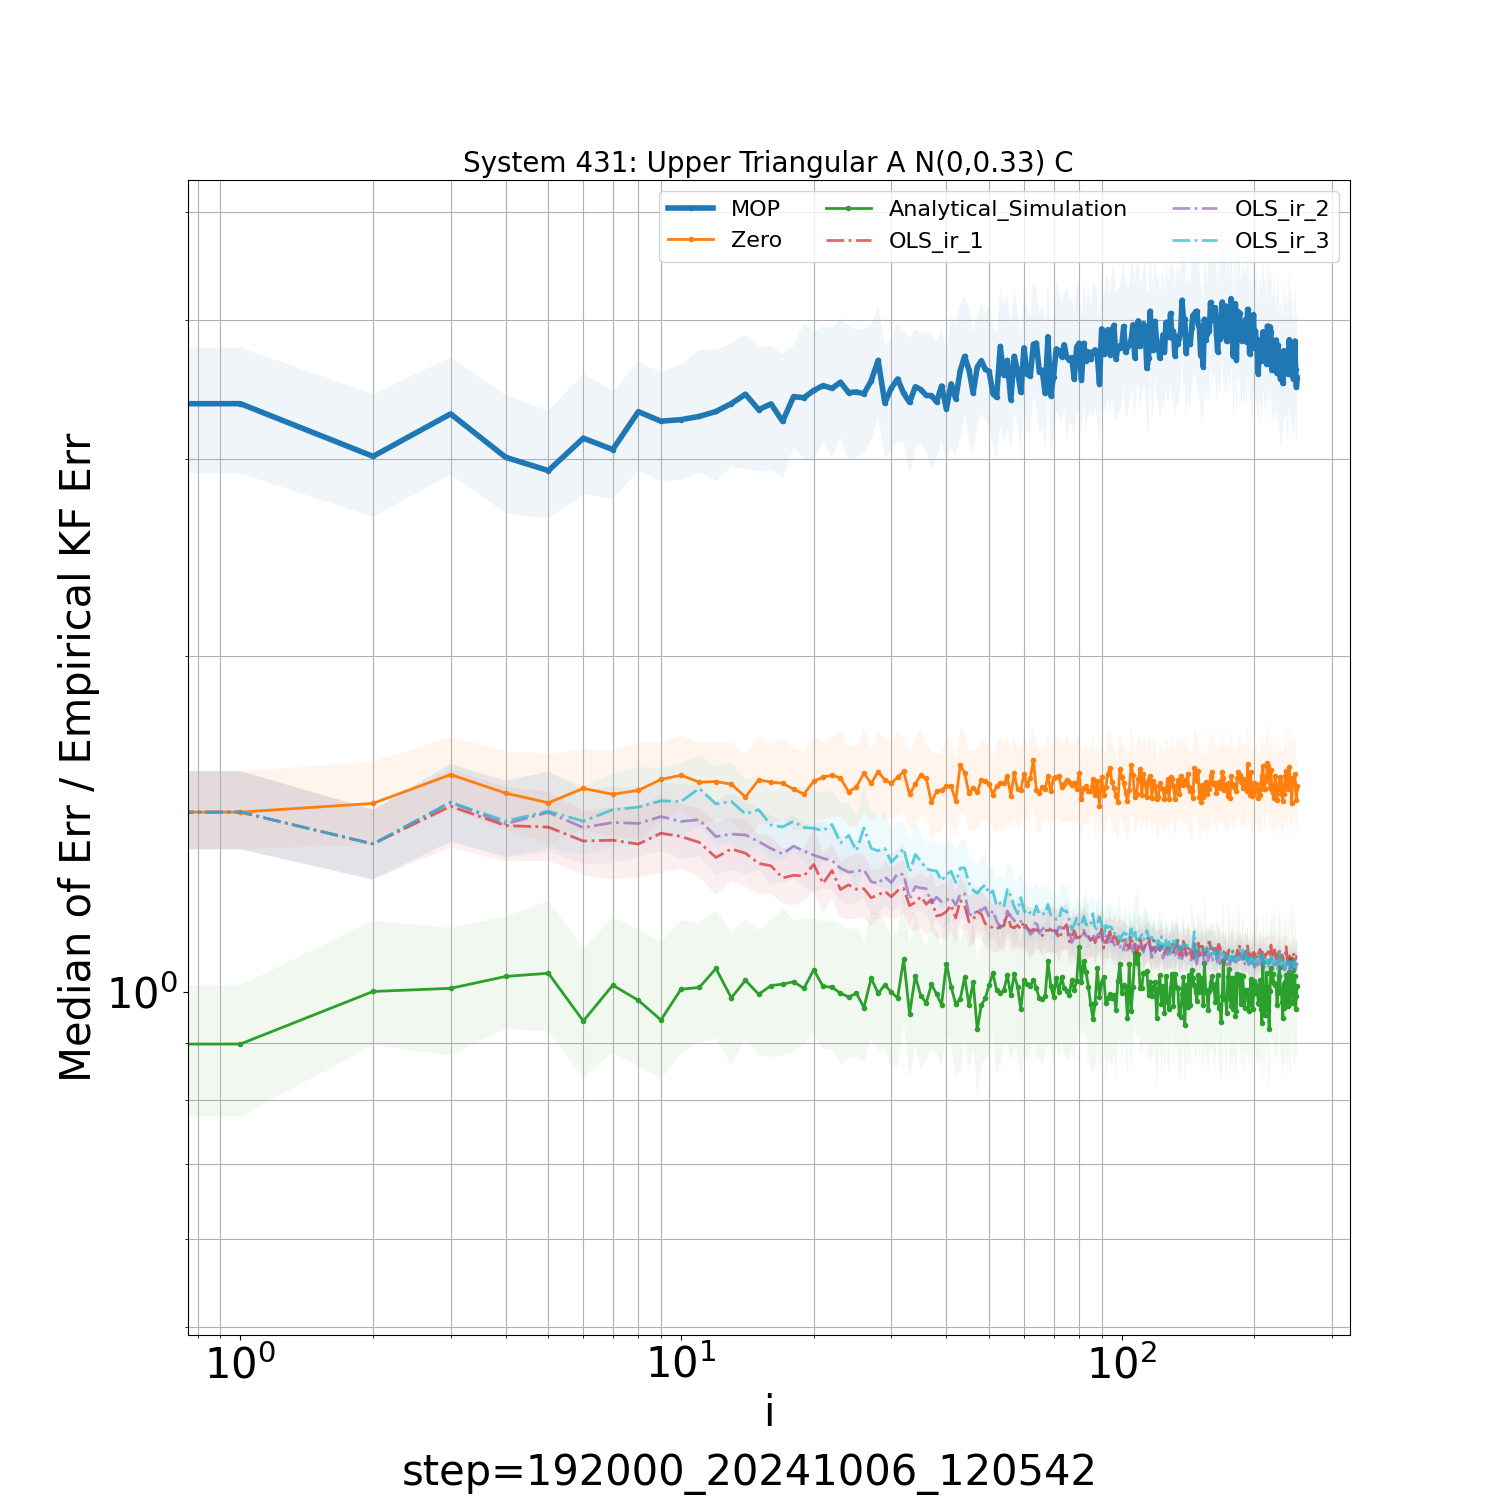 System 431: Upper Triangular A N(0,0.33) C
MOP
Zero
Analytical_Simulation
OLS_ir_1
OLS_ir_2
OLS_ir_3
Median of Err / Empirical KF Err
10⁰
10⁰
10¹
10²
i
step=192000_20241006_120542